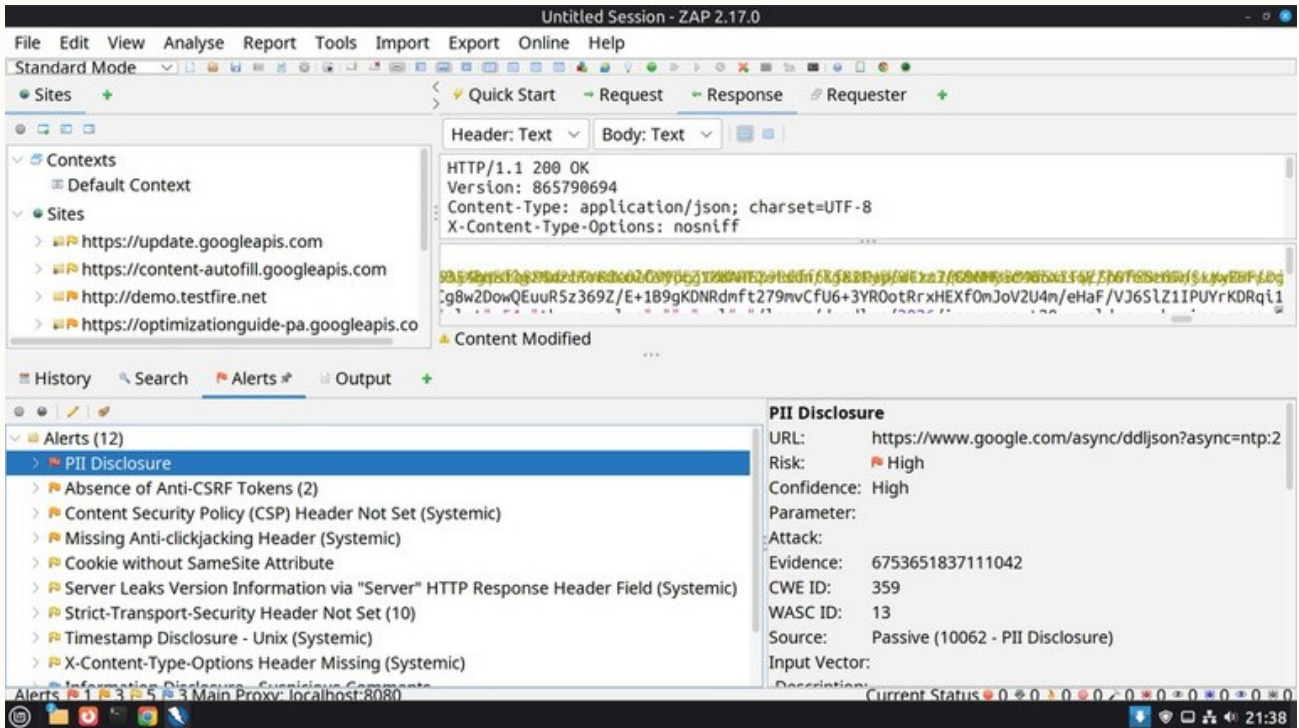 Untitled Session - ZAP 2.17.0
File Edit View Analyse Report Tools Import Export Online Help
Standard Mode
Sites
Quick Start Request Response Requester
Header: Text Body: Text
Contexts
Default Context
Sites
https://update.googleapis.com
https://content-autofill.googleapis.com
http://demo.testfire.net
https://optimizationguide-pa.googleapis.co
HTTP/1.1 200 OK
Version: 865790694
Content-Type: application/json; charset=UTF-8
X-Content-Type-Options: nosniff
Cg8w2DowQEuuR5z369Z/E+1B9gKDNRdmft279mvCfU6+3YROotRrxHEXfOmJoV2U4m/eHaF/VJ6SlZ1IPUYrKDRqi1
Content Modified
History Search Alerts Output
Alerts (12)
PII Disclosure
Absence of Anti-CSRF Tokens (2)
Content Security Policy (CSP) Header Not Set (Systemic)
Missing Anti-clickjacking Header (Systemic)
Cookie without SameSite Attribute
Server Leaks Version Information via "Server" HTTP Response Header Field (Systemic)
Strict-Transport-Security Header Not Set (10)
Timestamp Disclosure - Unix (Systemic)
X-Content-Type-Options Header Missing (Systemic)
Information Disclosure - Suspicious Comments
PII Disclosure
URL: https://www.google.com/async/ddljson?async=ntp:2
Risk: High
Confidence: High
Parameter:
Attack:
Evidence: 6753651837111042
CWE ID: 359
WASC ID: 13
Source: Passive (10062 - PII Disclosure)
Input Vector:
Description:
Alerts 1 3 5 3 Main Proxy: localhost:8080
Current Status 0 0 0 0 0 0 0 0 0
21:38